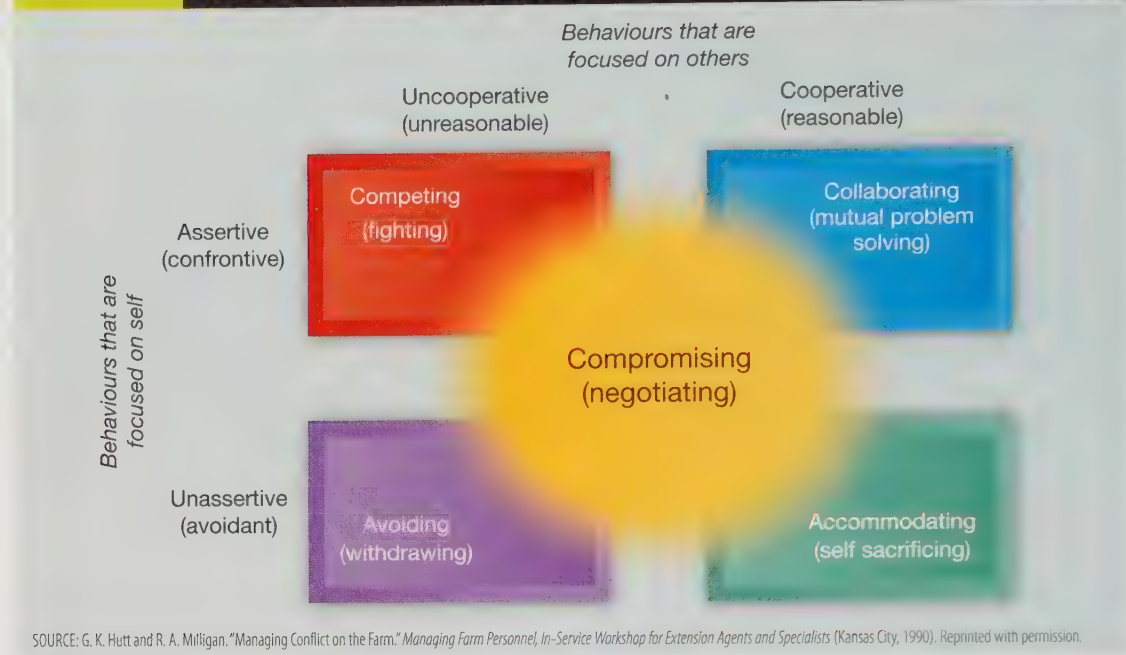 Behaviours that are
focused on others
Uncooperative
(unreasonable)
Cooperative
(reasonable)
Behaviours that are
focused on self
Assertive
(confrontive)
Competing
(fighting)
Collaborating
(mutual problem
solving)
Compromising
(negotiating)
Unassertive
(avoidant)
Avoiding
(withdrawing)
Accommodating
(self sacrificing)
SOURCE: G. K. Hutt and R. A. Milligan. "Managing Conflict on the Farm." Managing Farm Personnel, In-Service Workshop for Extension Agents and Specialists (Kansas City, 1990). Reprinted with permission.